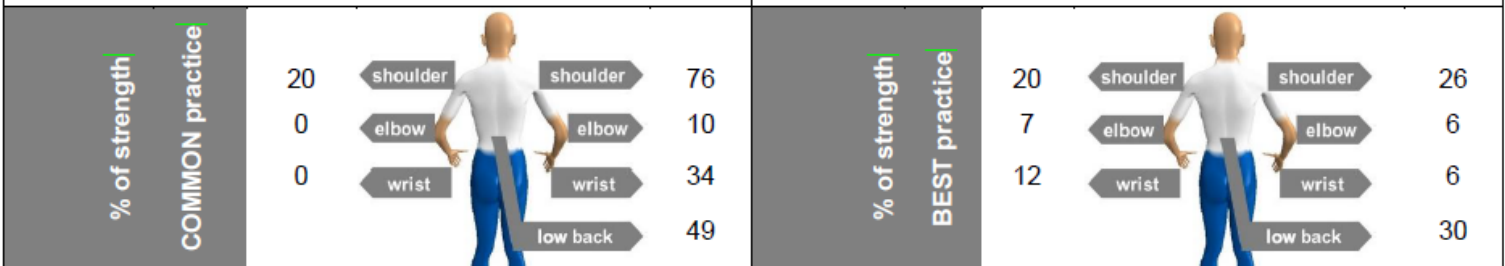 % of strength
COMMON practice
20 shoulder shoulder 76
0 elbow elbow 10
0 wrist wrist 34
low back 49
% of strength
BEST practice
20 shoulder shoulder 26
7 elbow elbow 6
12 wrist wrist 6
low back 30